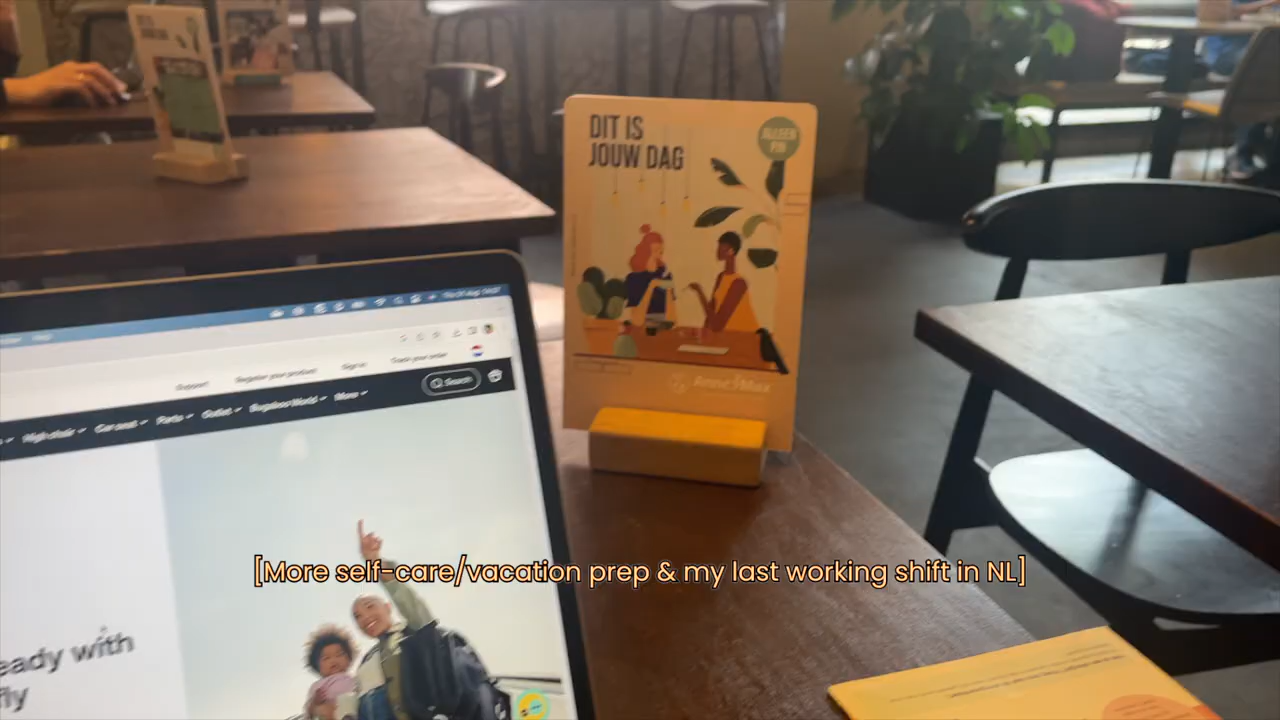 DIT IS
JOUW DAG
ALLEEN
PIN
Anne&Max
Support
Register your product
Sign in
Track your order
Search
High chair
Car seat
Parts
Outlet
Bugaboo World
More
[More self-care/vacation prep & my last working shift in NL]
eady with
fly